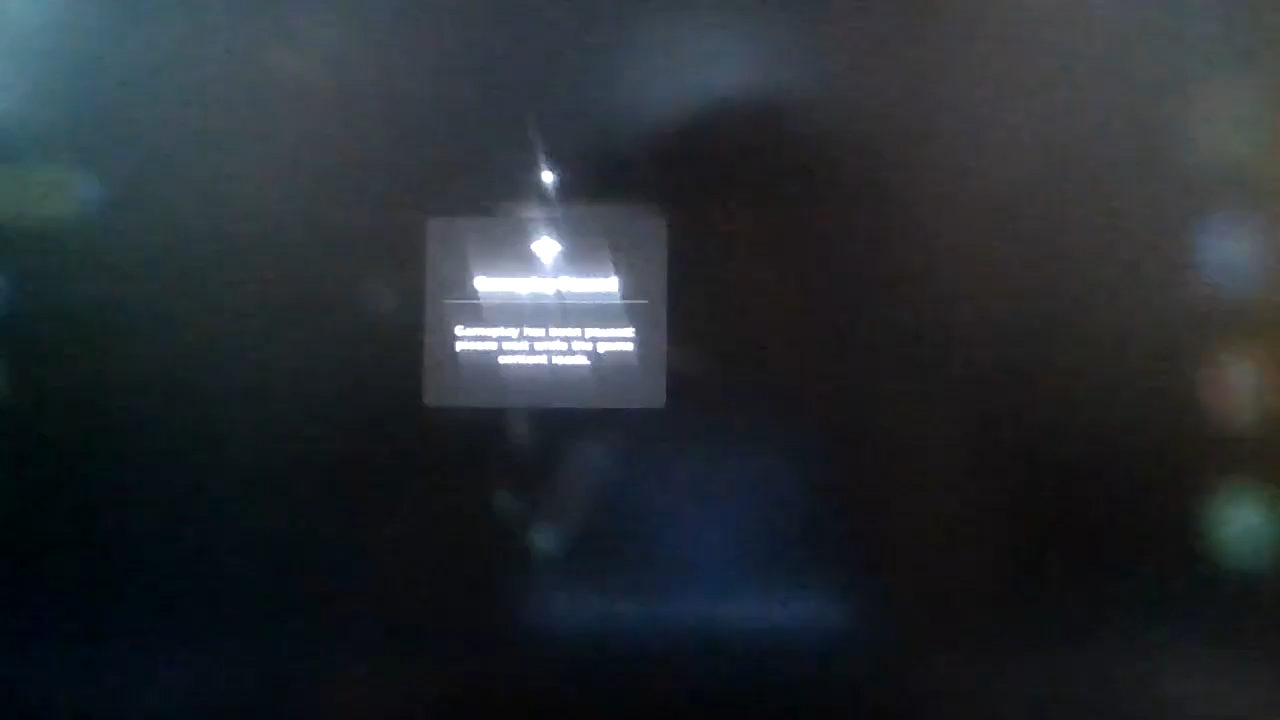 Gameplay Paused
Gameplay has been paused
please wait while the game
content loads.